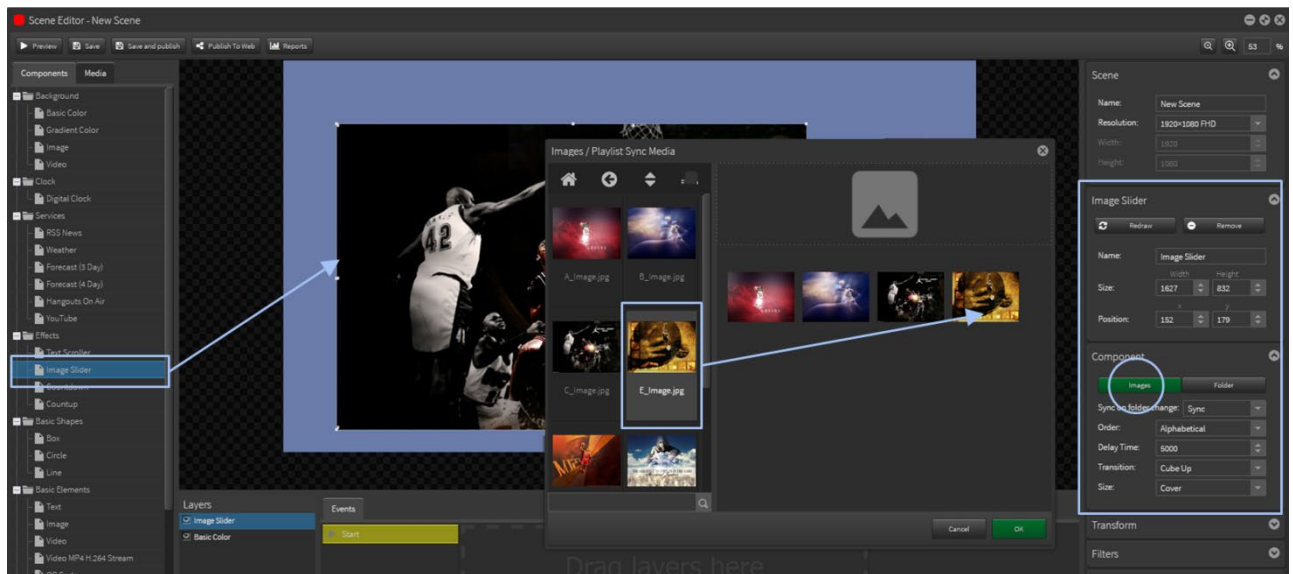 Scene Editor - New Scene
Preview Save Save and publish Publish To Web Reports 53 %
Components Media
Background
Basic Color
Gradient Color
Image
Video
Clock
Digital Clock
Services
RSS News
Weather
Forecast (3 Day)
Forecast (4 Day)
Hangouts On Air
YouTube
Effects
Text Scroller
Image Slider
Countdown
Countup
Basic Shapes
Box
Circle
Line
Basic Elements
Text
Image
Video
Video MP4 H.264 Stream
42
Layers
Image Slider
Basic Color
Events
Start
Drag layers here
Images / Playlist Sync Media
A_Image.jpg B_Image.jpg
C_Image.jpg E_Image.jpg
Cancel OK
Scene
Name: New Scene
Resolution: 1920×1080 FHD
Width: 1920
Height: 1080
Image Slider
Redraw Remove
Name: Image Slider
Width Height
Size: 1627 832
x y
Position: 152 179
Component
Images Folder
Sync on folder change: Sync
Order: Alphabetical
Delay Time: 5000
Transition: Cube Up
Size: Cover
Transform
Filters